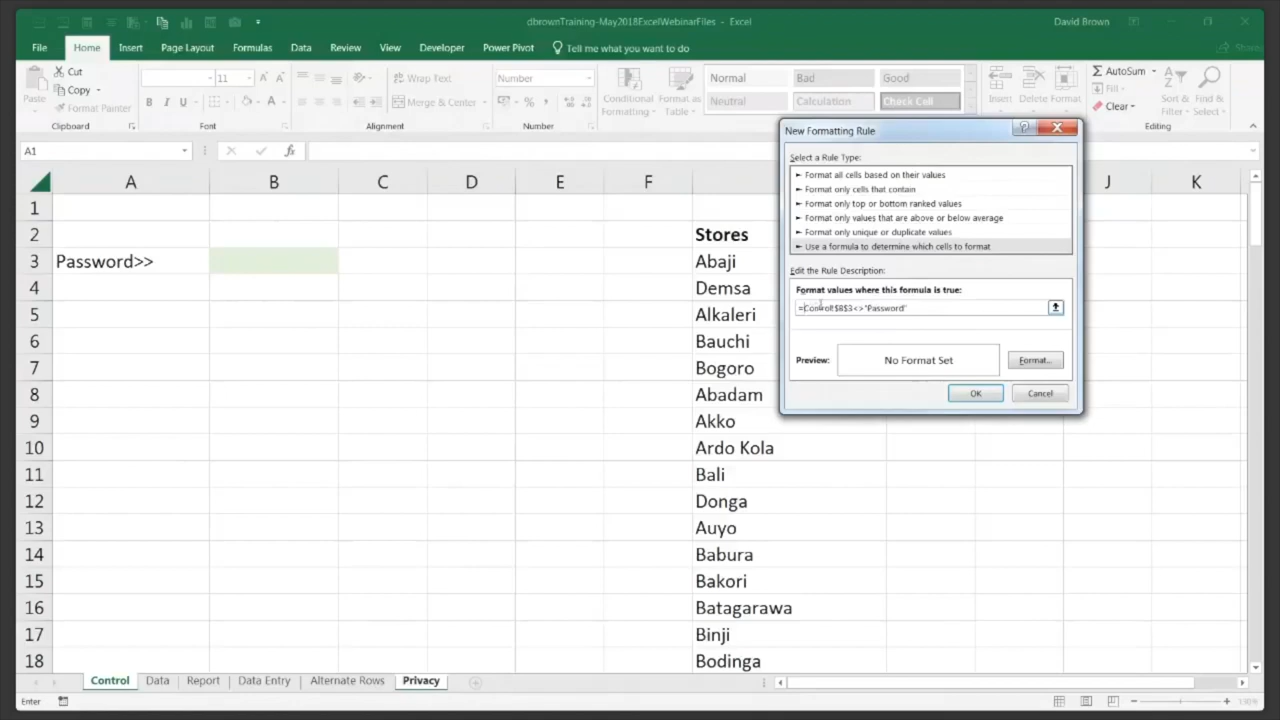 dbrownTraining-May2018ExcelWebinarFiles - Excel
David Brown
File Home Insert Page Layout Formulas Data Review View Developer Power Pivot Tell me what you want to do Share
Paste
Cut
Copy
Format Painter
Clipboard
11 A A
B I U A
Font
Wrap Text
Merge & Center
Alignment
Number
%
Number
Conditional Formatting
Format as Table
Normal Bad Good
Neutral Calculation Check Cell
Insert Delete Format
AutoSum
Fill
Clear
Sort & Filter
Find & Select
Editing
A1
fx
A B C D E F J K
1
2 Stores
3 Password>> Abaji
4 Demsa
5 Alkaleri
6 Bauchi
7 Bogoro
8 Abadam
9 Akko
10 Ardo Kola
11 Bali
12 Donga
13 Auyo
14 Babura
15 Bakori
16 Batagarawa
17 Binji
18 Bodinga
New Formatting Rule
Select a Rule Type:
► Format all cells based on their values
► Format only cells that contain
► Format only top or bottom ranked values
► Format only values that are above or below average
► Format only unique or duplicate values
► Use a formula to determine which cells to format
Edit the Rule Description:
Format values where this formula is true:
=Control!$B$3<>"Password"
Preview: No Format Set Format...
OK Cancel
Control Data Report Data Entry Alternate Rows Privacy
Enter